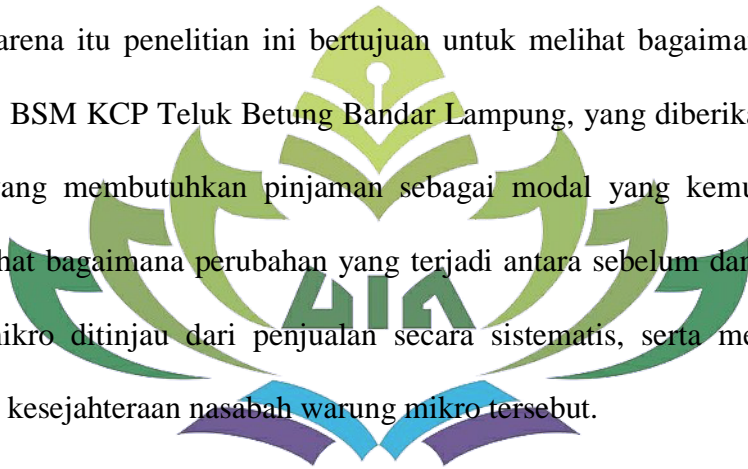 arena itu penelitian ini bertujuan untuk melihat bagaima
BSM KCP Teluk Betung Bandar Lampung, yang diberika
ang membutuhkan pinjaman sebagai modal yang kemu
hat bagaimana perubahan yang terjadi antara sebelum dan
UIN
ikro ditinjau dari penjualan secara sistematis, serta me
kesejahteraan nasabah warung mikro tersebut.